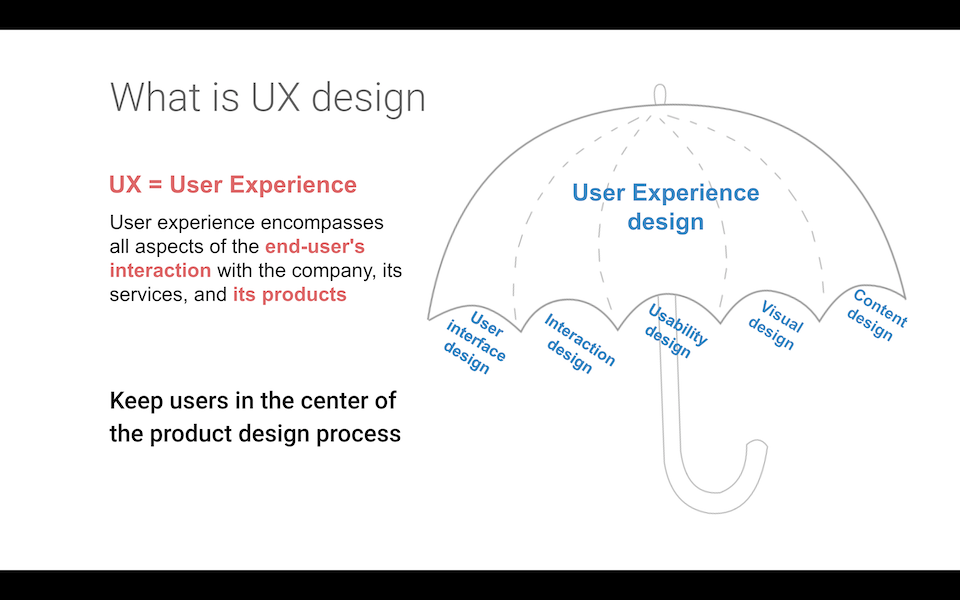 What is UX design
UX = User Experience
User experience encompasses
all aspects of the end-user's
interaction with the company, its
services, and its products
Keep users in the center of
the product design process
User Experience
design
User
interface
design
Interaction
design
Usability
design
Visual
design
Content
design